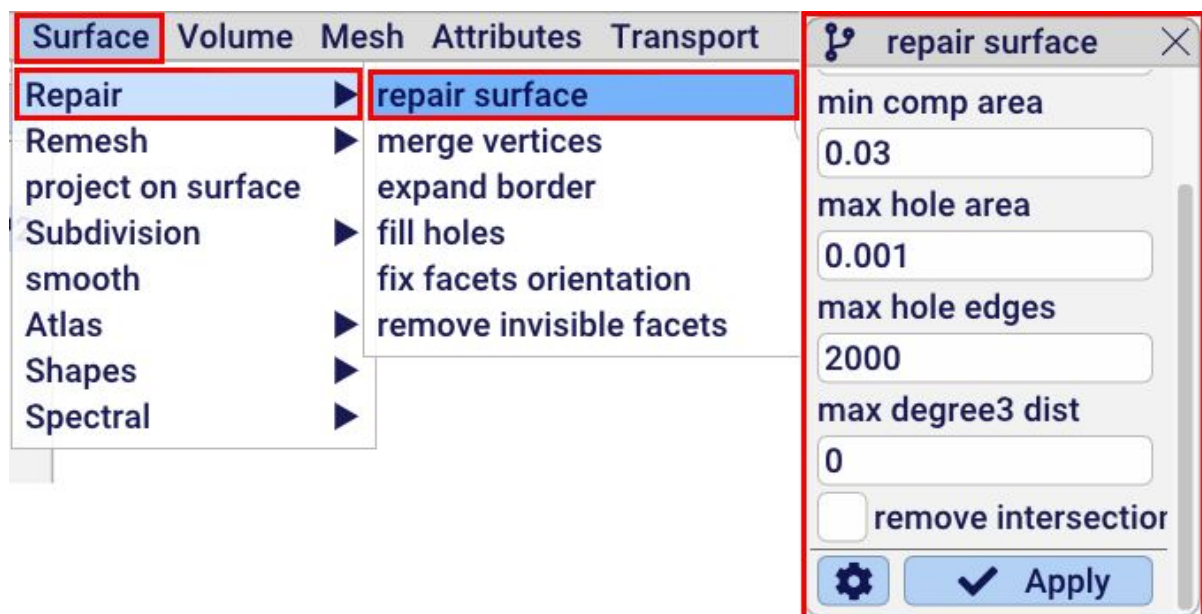 Surface Volume Mesh Attributes Transport
Repair
Remesh
project on surface
Subdivision
smooth
Atlas
Shapes
Spectral
repair surface
merge vertices
expand border
fill holes
fix facets orientation
remove invisible facets
repair surface
min comp area
0.03
max hole area
0.001
max hole edges
2000
max degree3 dist
0
remove intersection
Apply